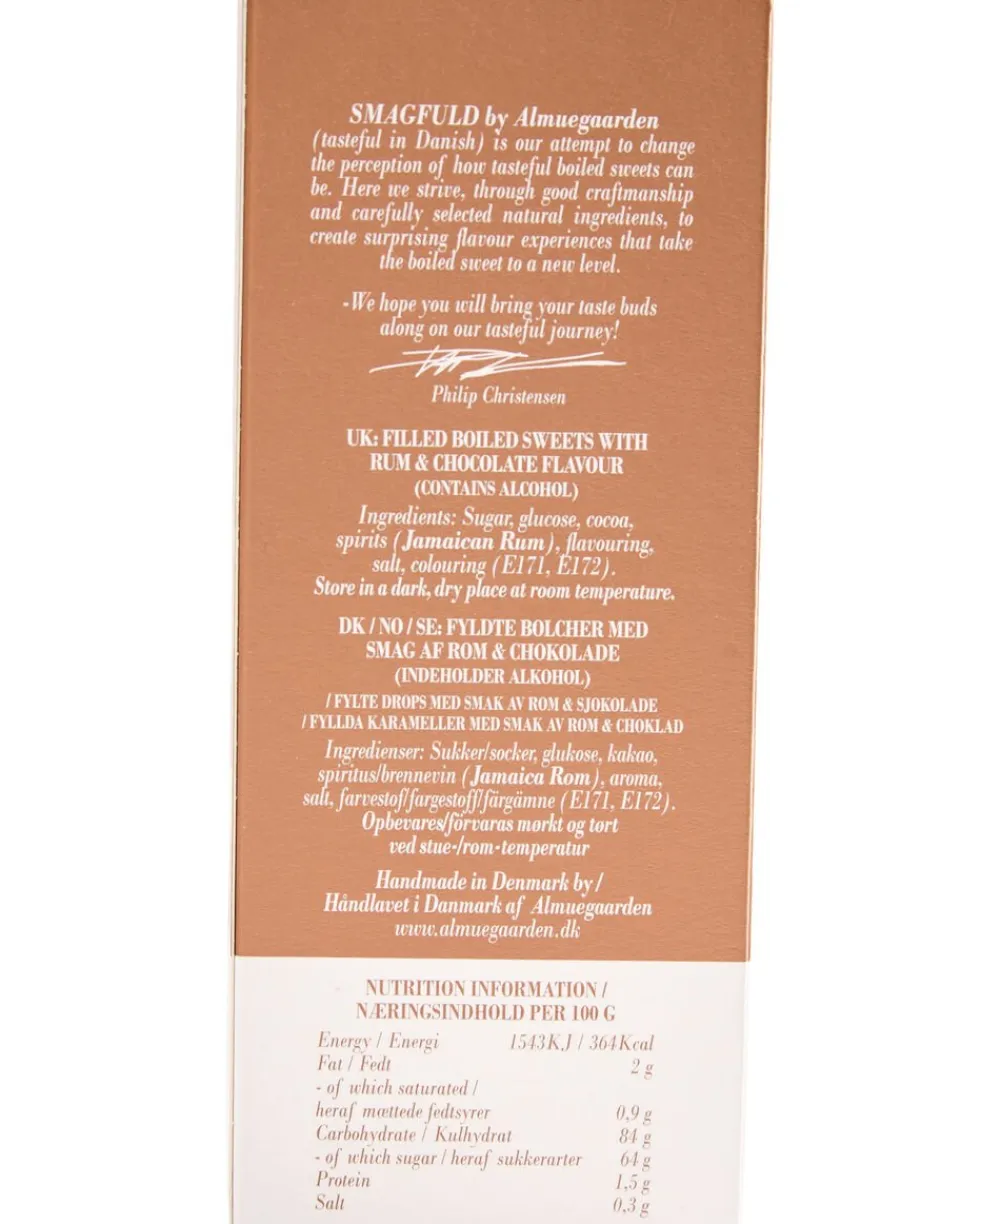 SMAGFULD by Almuegaarden
(tasteful in Danish) is our attempt to change
the perception of how tasteful boiled sweets can
be. Here we strive, through good craftmanship
and carefully selected natural ingredients, to
create surprising flavour experiences that take
the boiled sweet to a new level.
-We hope you will bring your taste buds
along on our tasteful journey!
Philip Christensen
UK: FILLED BOILED SWEETS WITH
RUM & CHOCOLATE FLAVOUR
(CONTAINS ALCOHOL)
Ingredients: Sugar, glucose, cocoa,
spirits (Jamaican Rum), flavouring,
salt, colouring (E171, E172).
Store in a dark, dry place at room temperature.
DK / NO / SE: FYLDTE BOLCHER MED
SMAG AF ROM & CHOKOLADE
(INDEHOLDER ALKOHOL)
/ FYLTE DROPS MED SMAK AV ROM & SJOKOLADE
/ FYLLDA KARAMELLER MED SMAK AV ROM & CHOKLAD
Ingredienser: Sukker/socker, glukose, kakao,
spiritus/brennevin (Jamaica Rom), aroma,
salt, farvestof/fargestoff/färgämne (E171, E172).
Opbevares/förvaras mørkt og tørt
ved stue-/rom-temperatur
Handmade in Denmark by /
Håndlavet i Danmark af Almuegaarden
www.almuegaarden.dk
NUTRITION INFORMATION /
NÆRINGSINDHOLD PER 100 G
Energy / Energi 1543KJ / 364Kcal
Fat / Fedt 2 g
- of which saturated /
heraf mættede fedtsyrer 0,9 g
Carbohydrate / Kulhydrat 84 g
- of which sugar / heraf sukkerarter 64 g
Protein 1,5 g
Salt 0,3 g